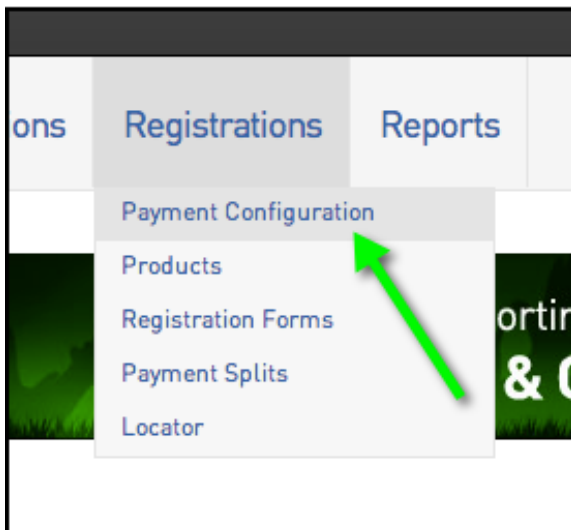 ons Registrations Reports
Payment Configuration
Products
Registration Forms
Payment Splits
Locator
ortin
&